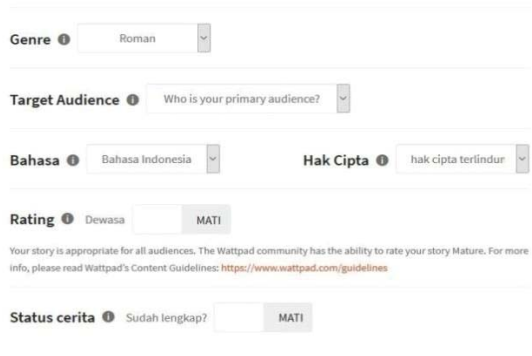 Genre Roman
Target Audience Who is your primary audience?
Bahasa Bahasa Indonesia Hak Cipta hak cipta terlindur
Rating Dewasa MATI
Your story is appropriate for all audiences. The Wattpad community has the ability to rate your story Mature. For more
info, please read Wattpad's Content Guidelines: https://www.wattpad.com/guidelines
Status cerita Sudah lengkap? MATI